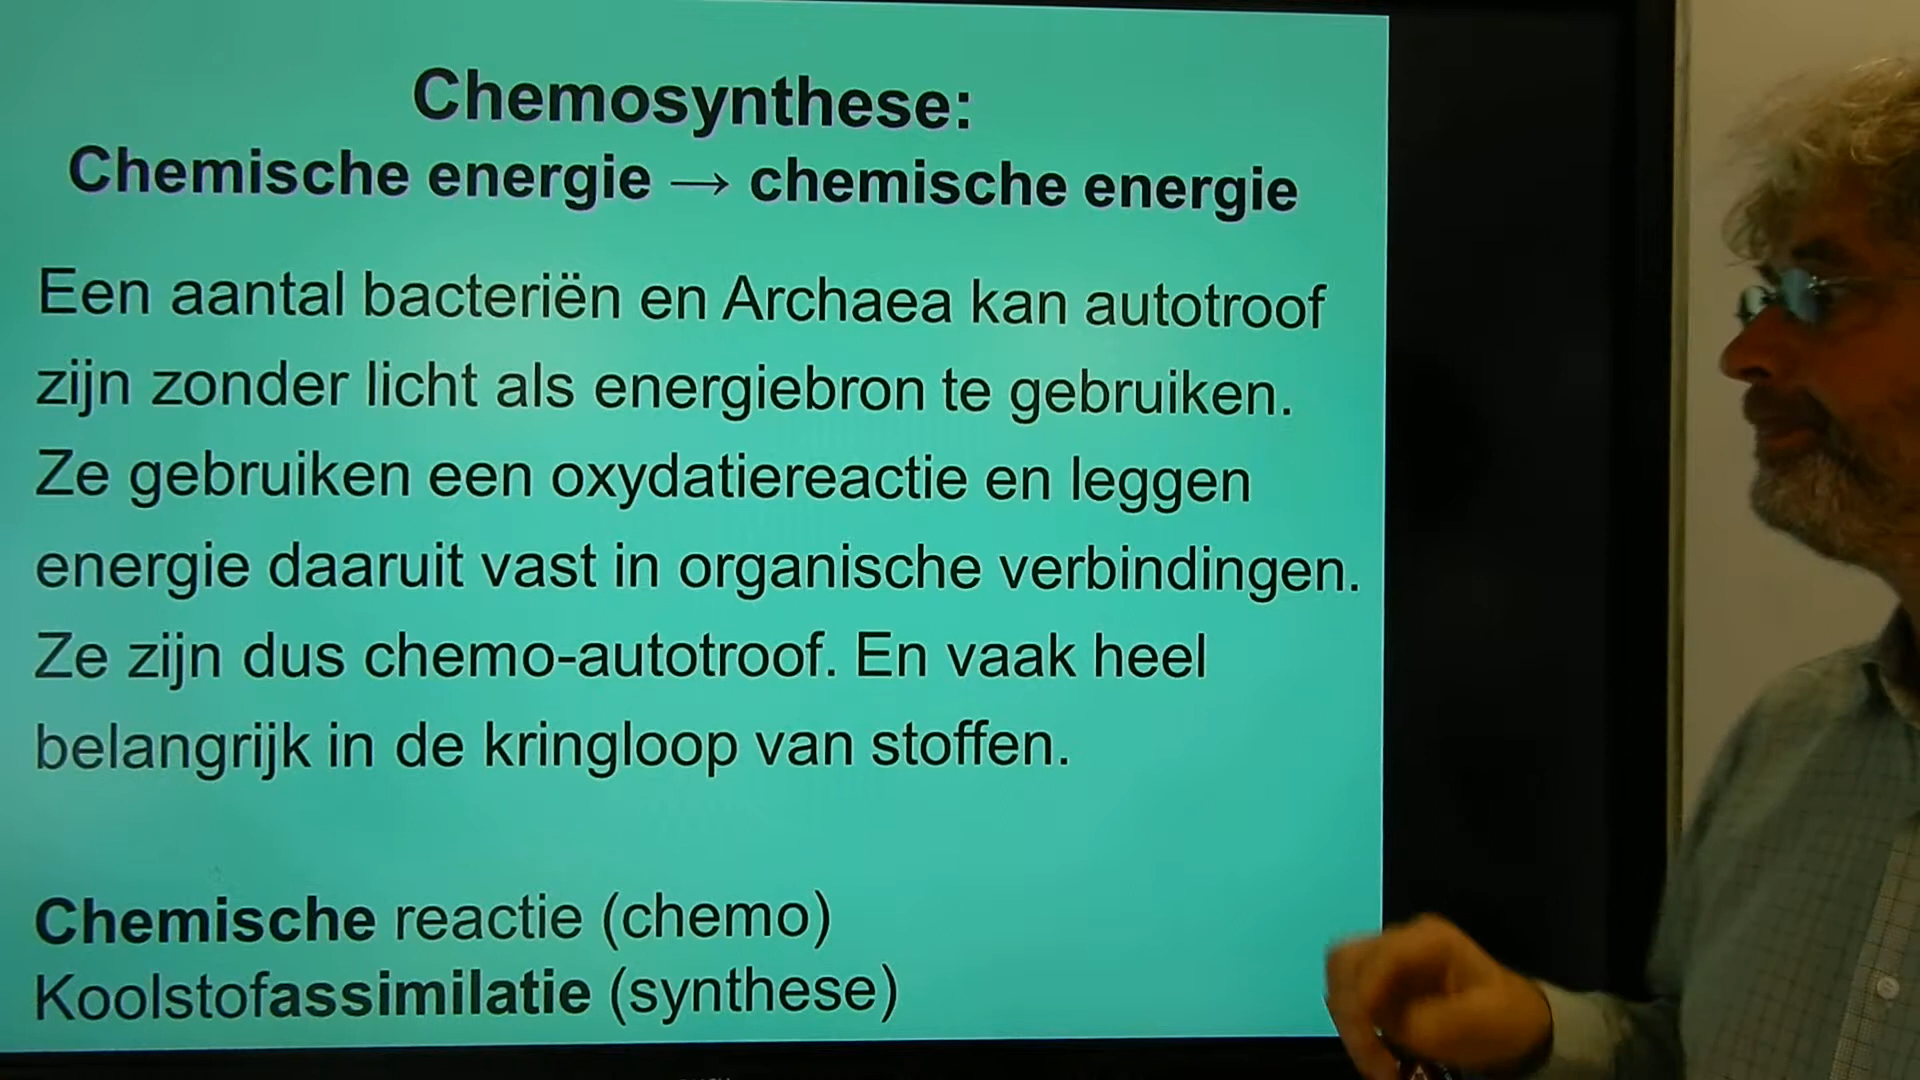 Chemosynthese:
Chemische energie → chemische energie
Een aantal bacteriën en Archaea kan autotroof
zijn zonder licht als energiebron te gebruiken.
Ze gebruiken een oxydatiereactie en leggen
energie daaruit vast in organische verbindingen.
Ze zijn dus chemo-autotroof. En vaak heel
belangrijk in de kringloop van stoffen.
Chemische reactie (chemo)
Koolstofassimilatie (synthese)